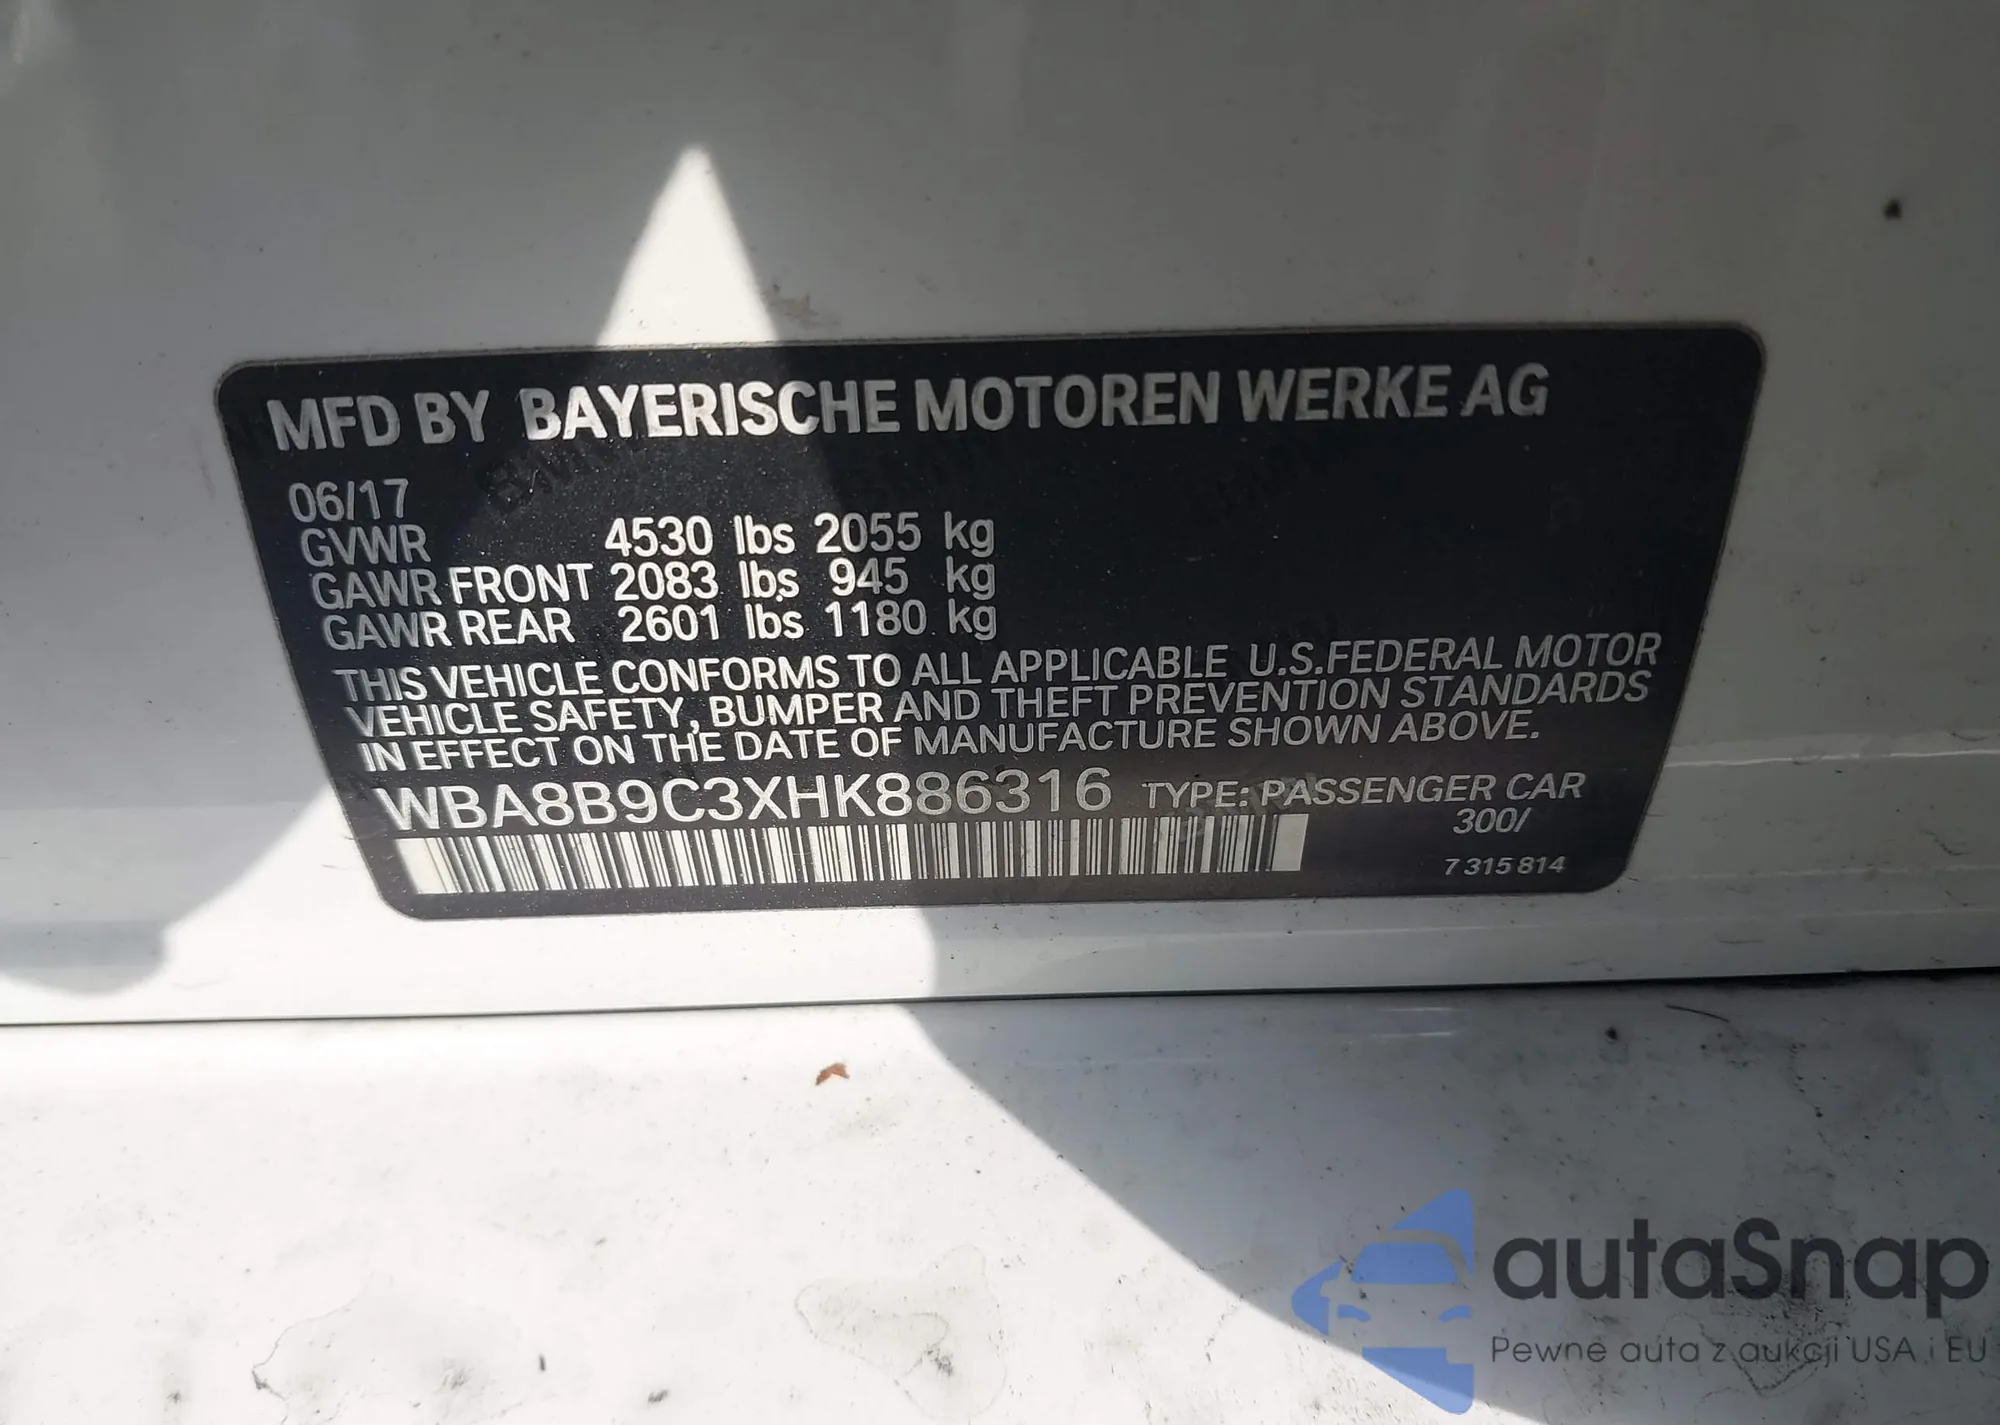 MFD BY BAYERISCHE MOTOREN WERKE AG
06/17
GVWR 4530 lbs 2055 kg
GAWR FRONT 2083 lbs 945 kg
GAWR REAR 2601 lbs 1180 kg
THIS VEHICLE CONFORMS TO ALL APPLICABLE U.S.FEDERAL MOTOR
VEHICLE SAFETY, BUMPER AND THEFT PREVENTION STANDARDS
IN EFFECT ON THE DATE OF MANUFACTURE SHOWN ABOVE.
WBA8B9C3XHK886316 TYPE: PASSENGER CAR
300/
7 315 814
autaSnap
Pewne auta z aukcji USA i EU